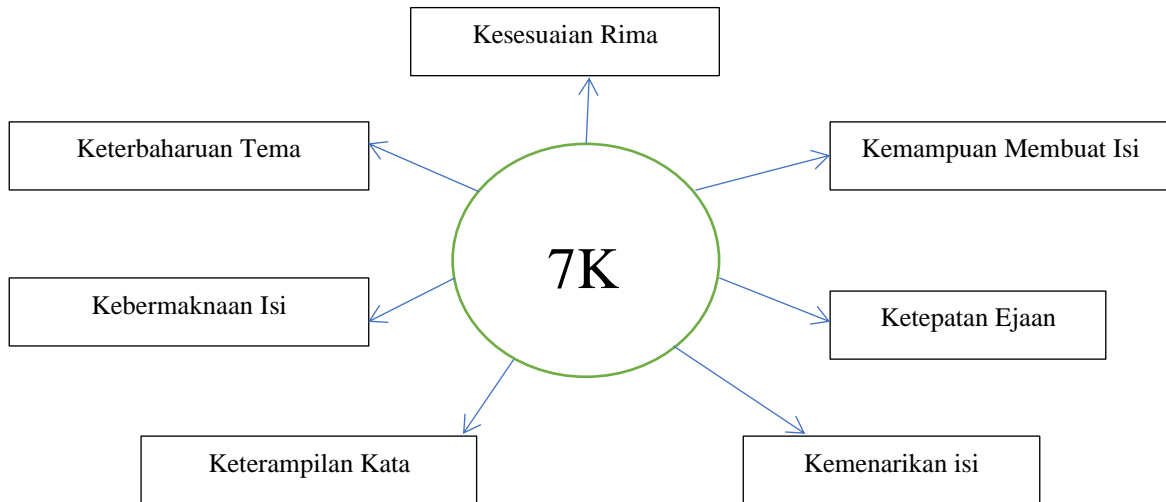 Kesesuaian Rima
Keterbaharuan Tema
Kemampuan Membuat Isi
7K
Kebermaknaan Isi
Ketepatan Ejaan
Keterampilan Kata
Kemenarikan isi